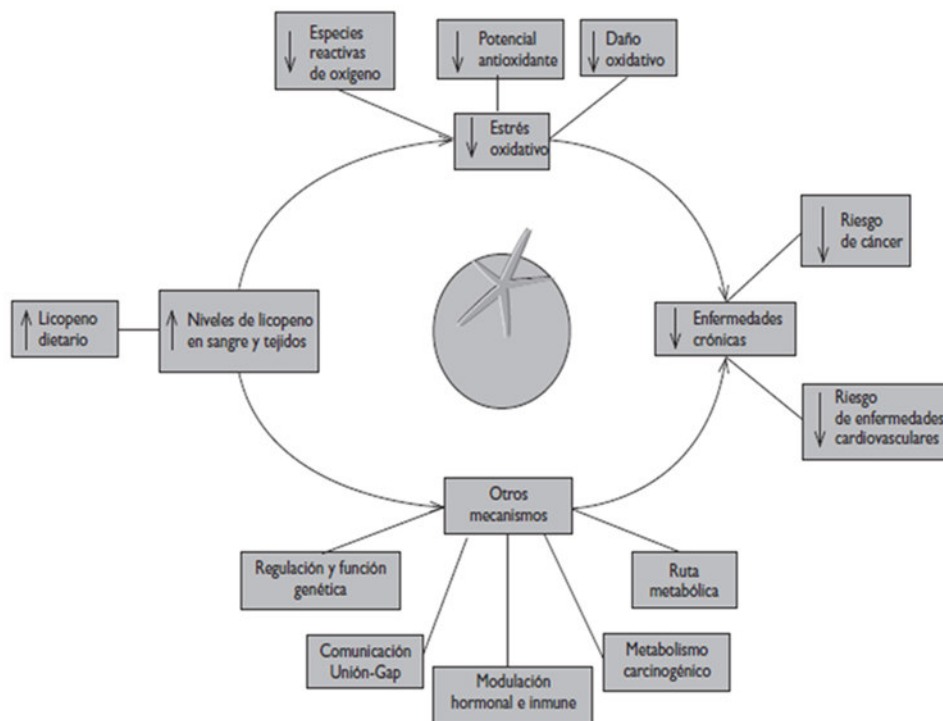 Especies
reactivas
de oxígeno
Potencial
antioxidante
Daño
oxidativo
Estrés
oxidativo
Riesgo
de cáncer
Licopeno
dietario
Niveles de licopeno
en sangre y tejidos
Enfermedades
crónicas
Riesgo
de enfermedades
cardiovasculares
Otros
mecanismos
Regulación y función
genética
Ruta
metabólica
Comunicación
Unión-Gap
Modulación
hormonal e inmune
Metabolismo
carcinogénico